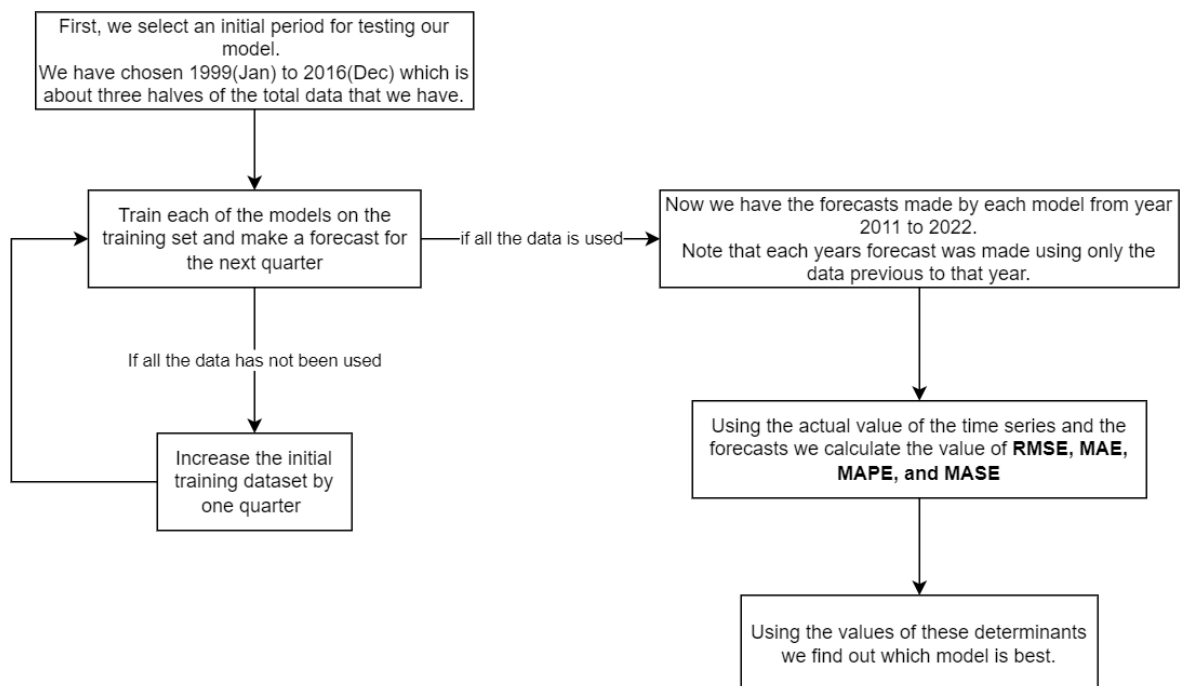 First, we select an initial period for testing our
model.
We have chosen 1999(Jan) to 2016(Dec) which is
about three halves of the total data that we have.
Train each of the models on the
training set and make a forecast for
the next quarter
if all the data is used
Now we have the forecasts made by each model from year
2011 to 2022.
Note that each years forecast was made using only the
data previous to that year.
If all the data has not been used
Increase the initial
training dataset by
one quarter
Using the actual value of the time series and the
forecasts we calculate the value of RMSE, MAE,
MAPE, and MASE
Using the values of these determinants
we find out which model is best.